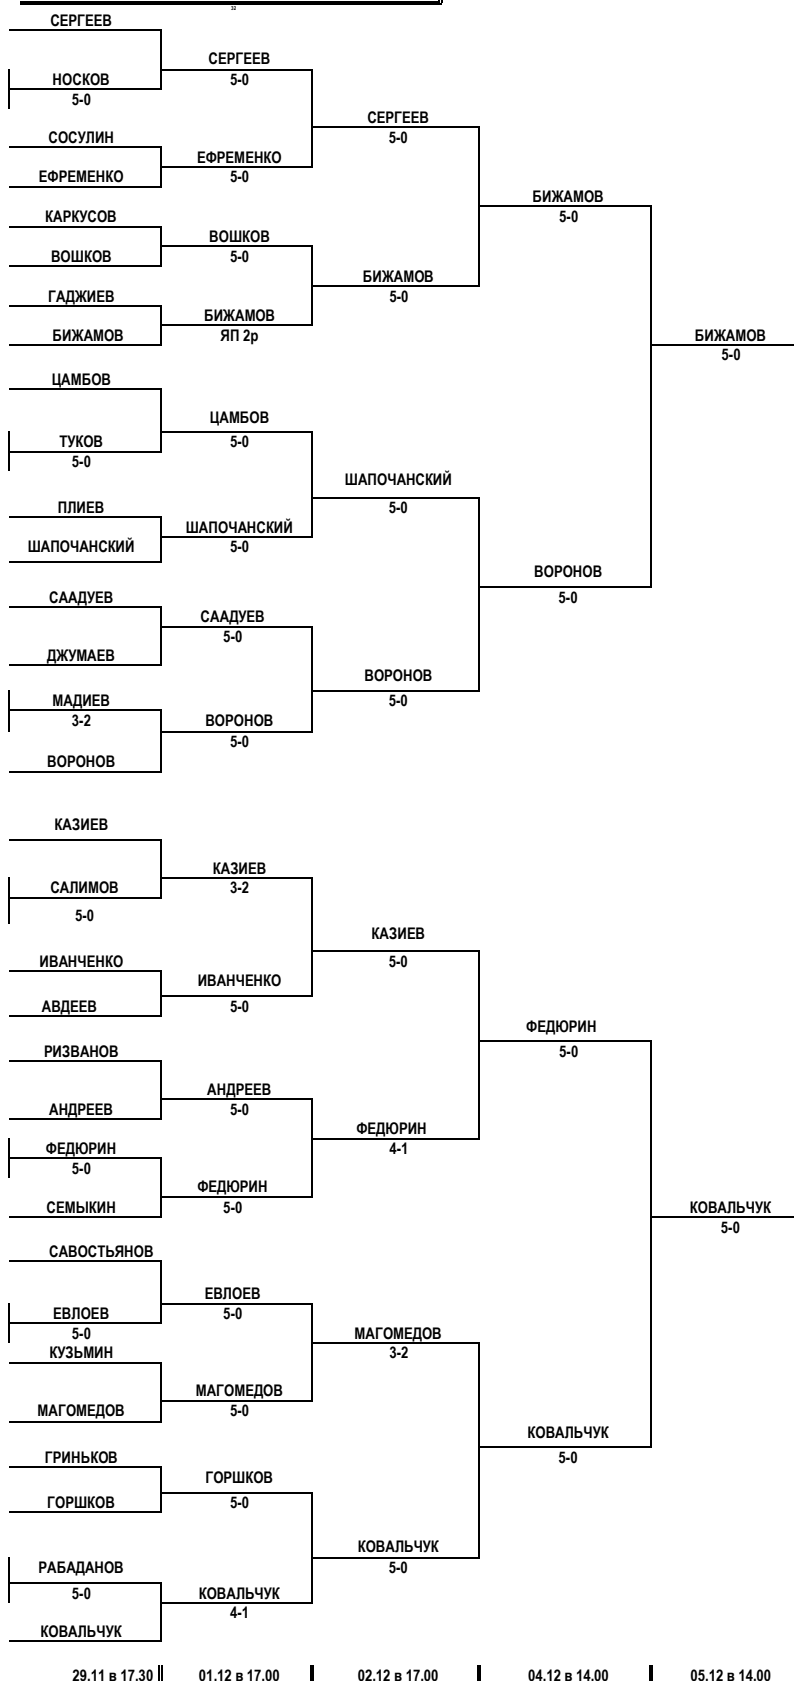 32
СЕРГЕЕВ
СЕРГЕЕВ
НОСКОВ
5-0
5-0
СЕРГЕЕВ
5-0
СОСУЛИН
ЕФРЕМЕНКО
ЕФРЕМЕНКО
5-0
БИЖАМОВ
5-0
КАРКУСОВ
ВОШКОВ
ВОШКОВ
5-0
БИЖАМОВ
5-0
ГАДЖИЕВ
БИЖАМОВ
БИЖАМОВ
ЯП 2р
БИЖАМОВ
5-0
ЦАМБОВ
ЦАМБОВ
ТУКОВ
5-0
5-0
ШАПОЧАНСКИЙ
5-0
ПЛИЕВ
ШАПОЧАНСКИЙ
ШАПОЧАНСКИЙ
5-0
ВОРОНОВ
5-0
СААДУЕВ
СААДУЕВ
5-0
ДЖУМАЕВ
ВОРОНОВ
5-0
МАДИЕВ
3-2
ВОРОНОВ
5-0
ВОРОНОВ
КАЗИЕВ
КАЗИЕВ
3-2
САЛИМОВ
5-0
КАЗИЕВ
5-0
ИВАНЧЕНКО
ИВАНЧЕНКО
5-0
АВДЕЕВ
ФЕДЮРИН
5-0
РИЗВАНОВ
АНДРЕЕВ
5-0
АНДРЕЕВ
ФЕДЮРИН
4-1
ФЕДЮРИН
5-0
ФЕДЮРИН
5-0
СЕМЫКИН
КОВАЛЬЧУК
5-0
САВОСТЬЯНОВ
ЕВЛОЕВ
5-0
ЕВЛОЕВ
5-0
МАГОМЕДОВ
3-2
КУЗЬМИН
МАГОМЕДОВ
5-0
МАГОМЕДОВ
КОВАЛЬЧУК
5-0
ГРИНЬКОВ
ГОРШКОВ
5-0
ГОРШКОВ
КОВАЛЬЧУК
5-0
РАБАДАНОВ
5-0
КОВАЛЬЧУК
4-1
КОВАЛЬЧУК
29.11 в 17.30 01.12 в 17.00 02.12 в 17.00 04.12 в 14.00 05.12 в 14.00